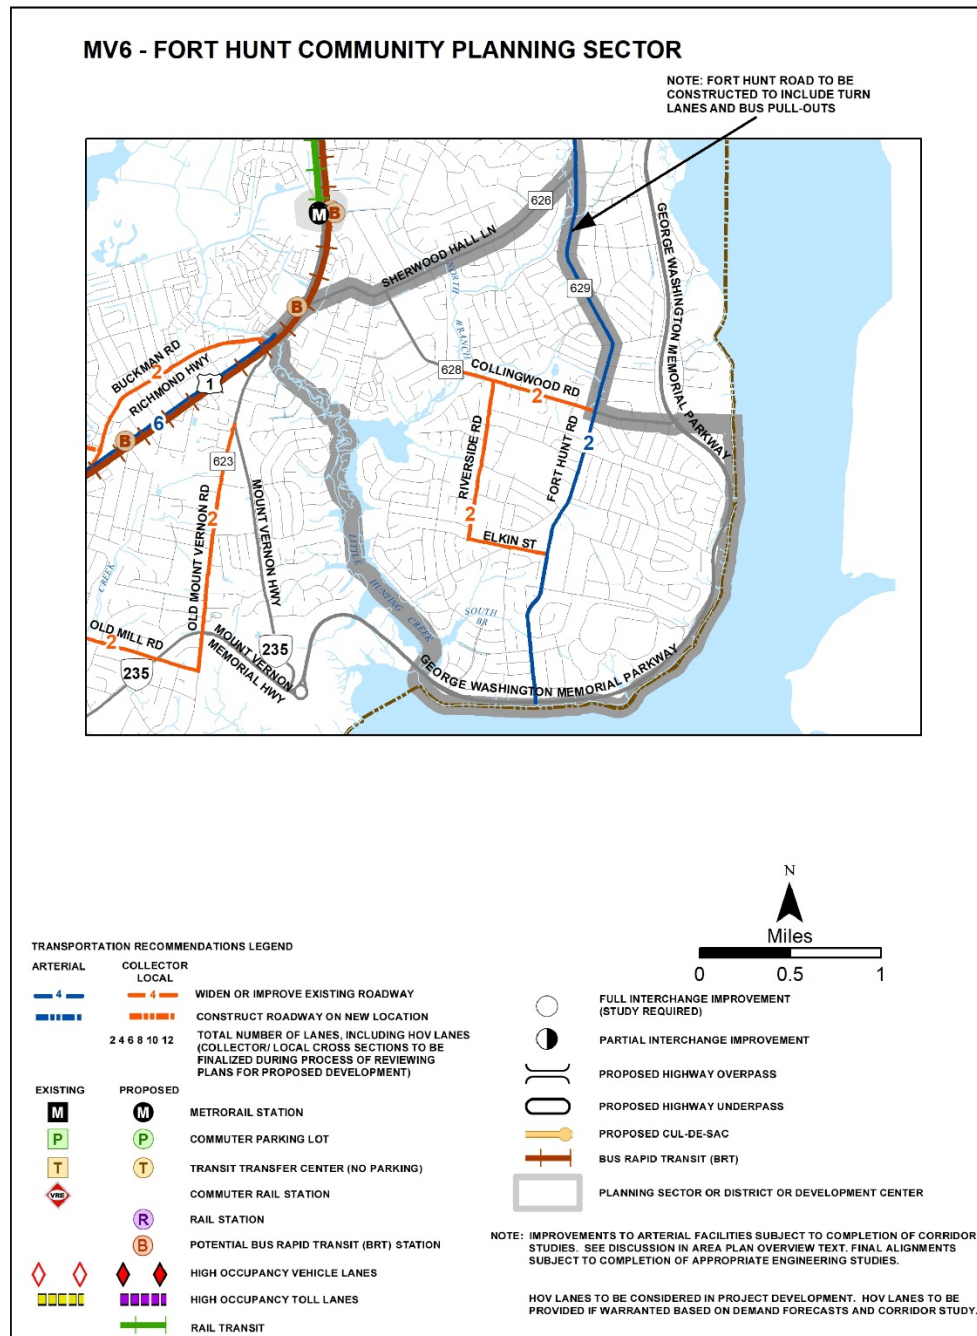 MV6 - FORT HUNT COMMUNITY PLANNING SECTOR
NOTE: FORT HUNT ROAD TO BE
CONSTRUCTED TO INCLUDE TURN
LANES AND BUS PULL-OUTS
M
B
626
SHERWOOD HALL LN
GEORGE WASHINGTON MEMORIAL PARKWAY
NORTH
BRANCH
629
B
BUCKMAN RD
2
RICHMOND HWY
1
628
COLLINGWOOD RD
2
6
B
2
RIVERSIDE RD
FORT HUNT RD
623
OLD MOUNT VERNON RD
2
MOUNT VERNON HWY
2
ELKIN ST
LITTLE
HUNTING
CREEK
CREEK
SOUTH
BR
OLD MILL RD
2
235
MOUNT VERNON
MEMORIAL HWY
235
GEORGE WASHINGTON MEMORIAL PARKWAY
N
Miles
0 0.5 1
TRANSPORTATION RECOMMENDATIONS LEGEND
ARTERIAL COLLECTOR
LOCAL
4 4 WIDEN OR IMPROVE EXISTING ROADWAY
CONSTRUCT ROADWAY ON NEW LOCATION
2 4 6 8 10 12 TOTAL NUMBER OF LANES, INCLUDING HOV LANES
(COLLECTOR/ LOCAL CROSS SECTIONS TO BE
FINALIZED DURING PROCESS OF REVIEWING
PLANS FOR PROPOSED DEVELOPMENT)
EXISTING PROPOSED
M M METRORAIL STATION
P P COMMUTER PARKING LOT
T T TRANSIT TRANSFER CENTER (NO PARKING)
VRE COMMUTER RAIL STATION
R RAIL STATION
B POTENTIAL BUS RAPID TRANSIT (BRT) STATION
HIGH OCCUPANCY VEHICLE LANES
HIGH OCCUPANCY TOLL LANES
RAIL TRANSIT
FULL INTERCHANGE IMPROVEMENT
(STUDY REQUIRED)
PARTIAL INTERCHANGE IMPROVEMENT
PROPOSED HIGHWAY OVERPASS
PROPOSED HIGHWAY UNDERPASS
PROPOSED CUL-DE-SAC
BUS RAPID TRANSIT (BRT)
PLANNING SECTOR OR DISTRICT OR DEVELOPMENT CENTER
NOTE: IMPROVEMENTS TO ARTERIAL FACILITIES SUBJECT TO COMPLETION OF CORRIDOR
STUDIES. SEE DISCUSSION IN AREA PLAN OVERVIEW TEXT. FINAL ALIGNMENTS
SUBJECT TO COMPLETION OF APPROPRIATE ENGINEERING STUDIES.
HOV LANES TO BE CONSIDERED IN PROJECT DEVELOPMENT. HOV LANES TO BE
PROVIDED IF WARRANTED BASED ON DEMAND FORECASTS AND CORRIDOR STUDY.